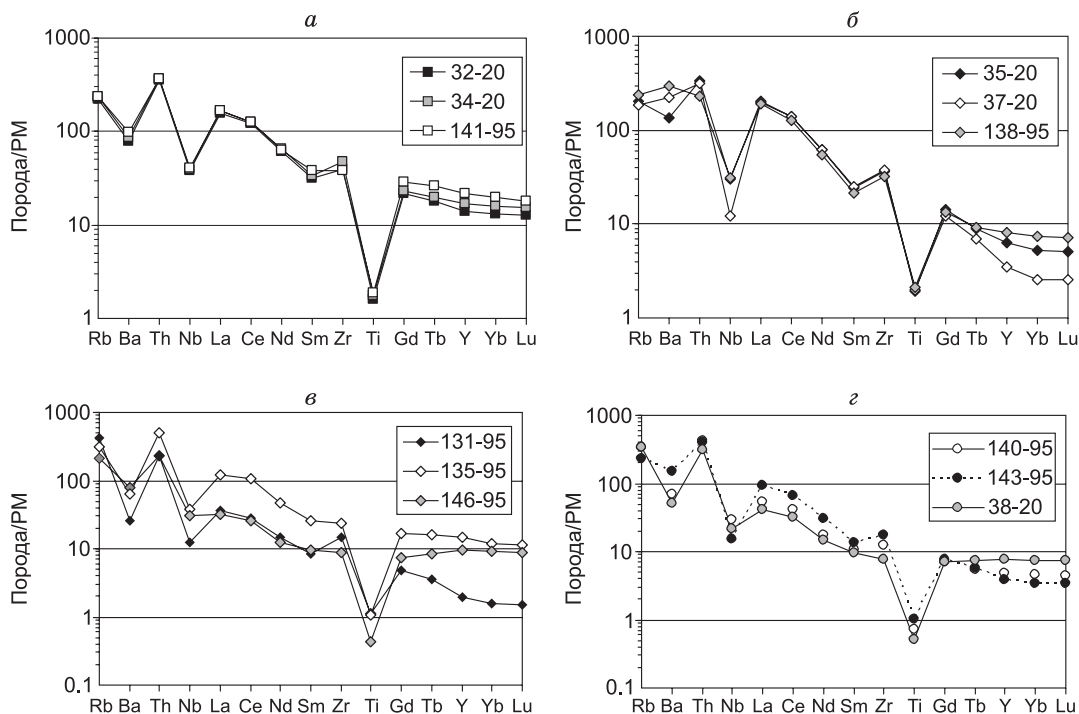 а
1000
100
10
1
Порода/PM
32-20
34-20
141-95
Rb Ba Th Nb La Ce Nd Sm Zr Ti Gd Tb Y Yb Lu
б
1000
100
10
1
Порода/PM
35-20
37-20
138-95
Rb Ba Th Nb La Ce Nd Sm Zr Ti Gd Tb Y Yb Lu
в
1000
100
10
1
0.1
Порода/PM
131-95
135-95
146-95
Rb Ba Th Nb La Ce Nd Sm Zr Ti Gd Tb Y Yb Lu
г
1000
100
10
1
0.1
Порода/PM
140-95
143-95
38-20
Rb Ba Th Nb La Ce Nd Sm Zr Ti Gd Tb Y Yb Lu